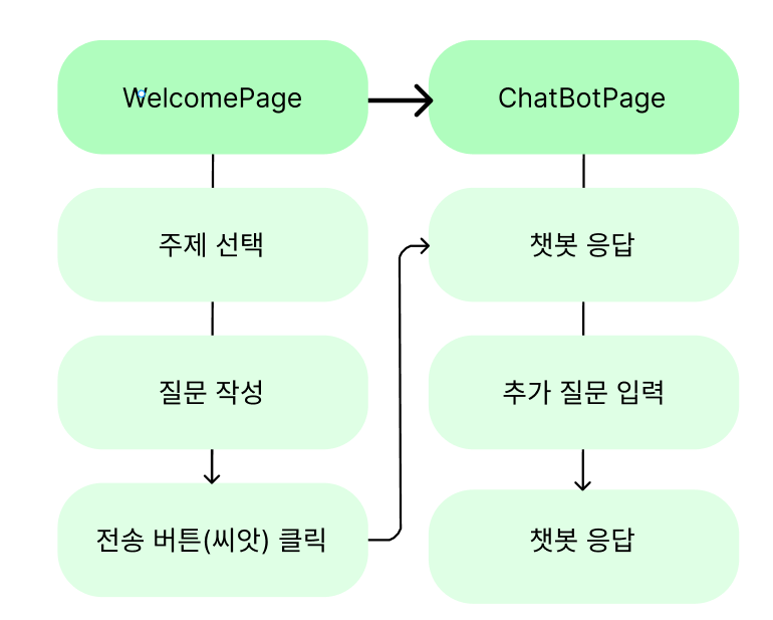 WelcomePage
ChatBotPage
주제 선택
챗봇 응답
질문 작성
추가 질문 입력
전송 버튼(씨앗) 클릭
챗봇 응답